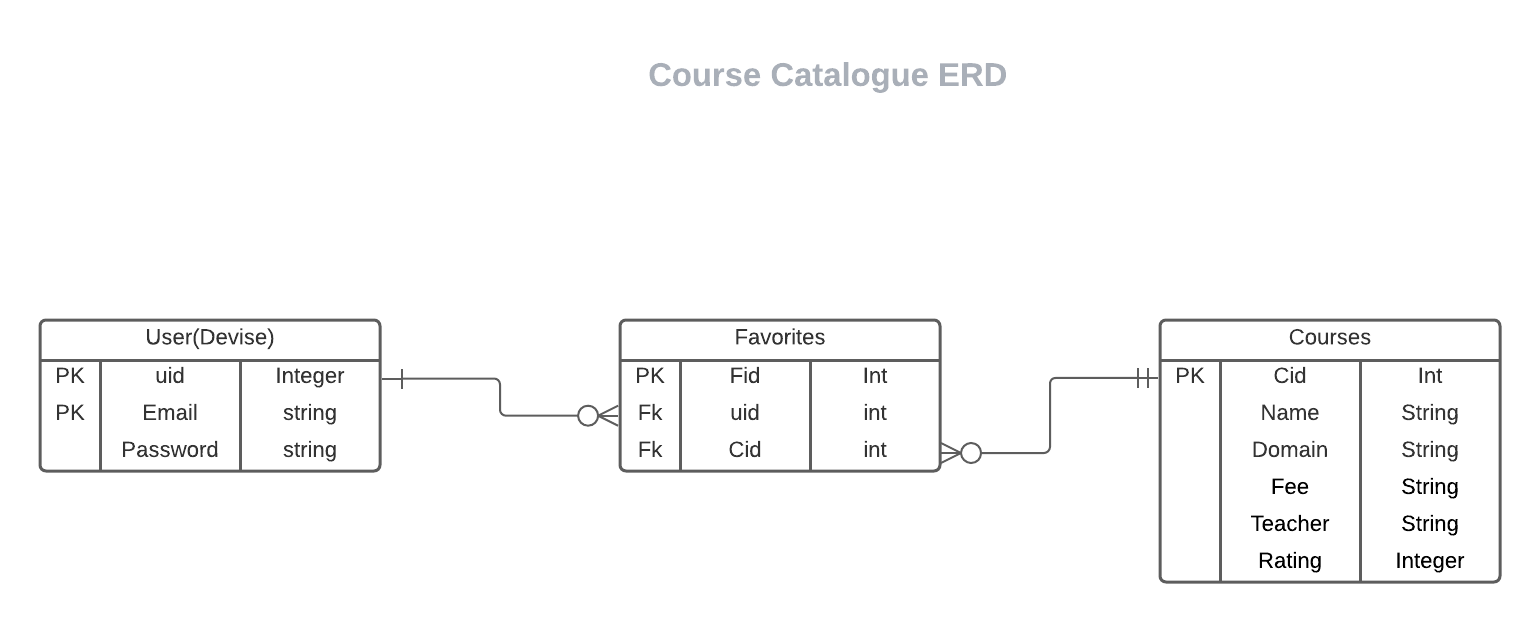 Course Catalogue ERD
User(Devise)
PK uid Integer
PK Email string
Password string
Favorites
PK Fid Int
Fk uid int
Fk Cid int
Courses
PK Cid Int
Name String
Domain String
Fee String
Teacher String
Rating Integer